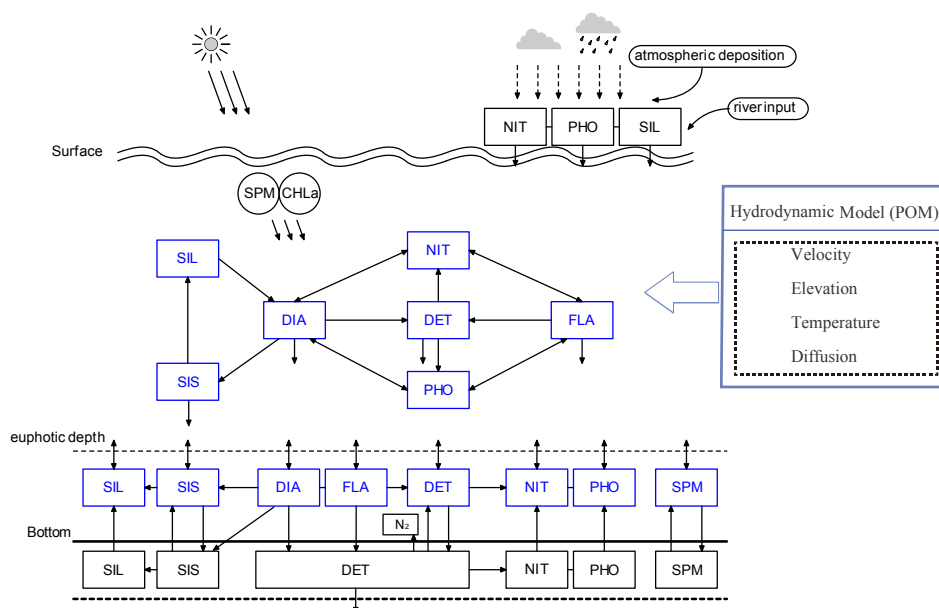 atmospheric deposition
river input
NIT
PHO
SIL
Surface
SPM
CHLa
Hydrodynamic Model (POM)
Velocity
Elevation
Temperature
Diffusion
NIT
SIL
DIA
DET
FLA
SIS
PHO
euphotic depth
SIL
SIS
DIA
FLA
DET
NIT
PHO
SPM
N₂
Bottom
SIL
SIS
DET
NIT
PHO
SPM